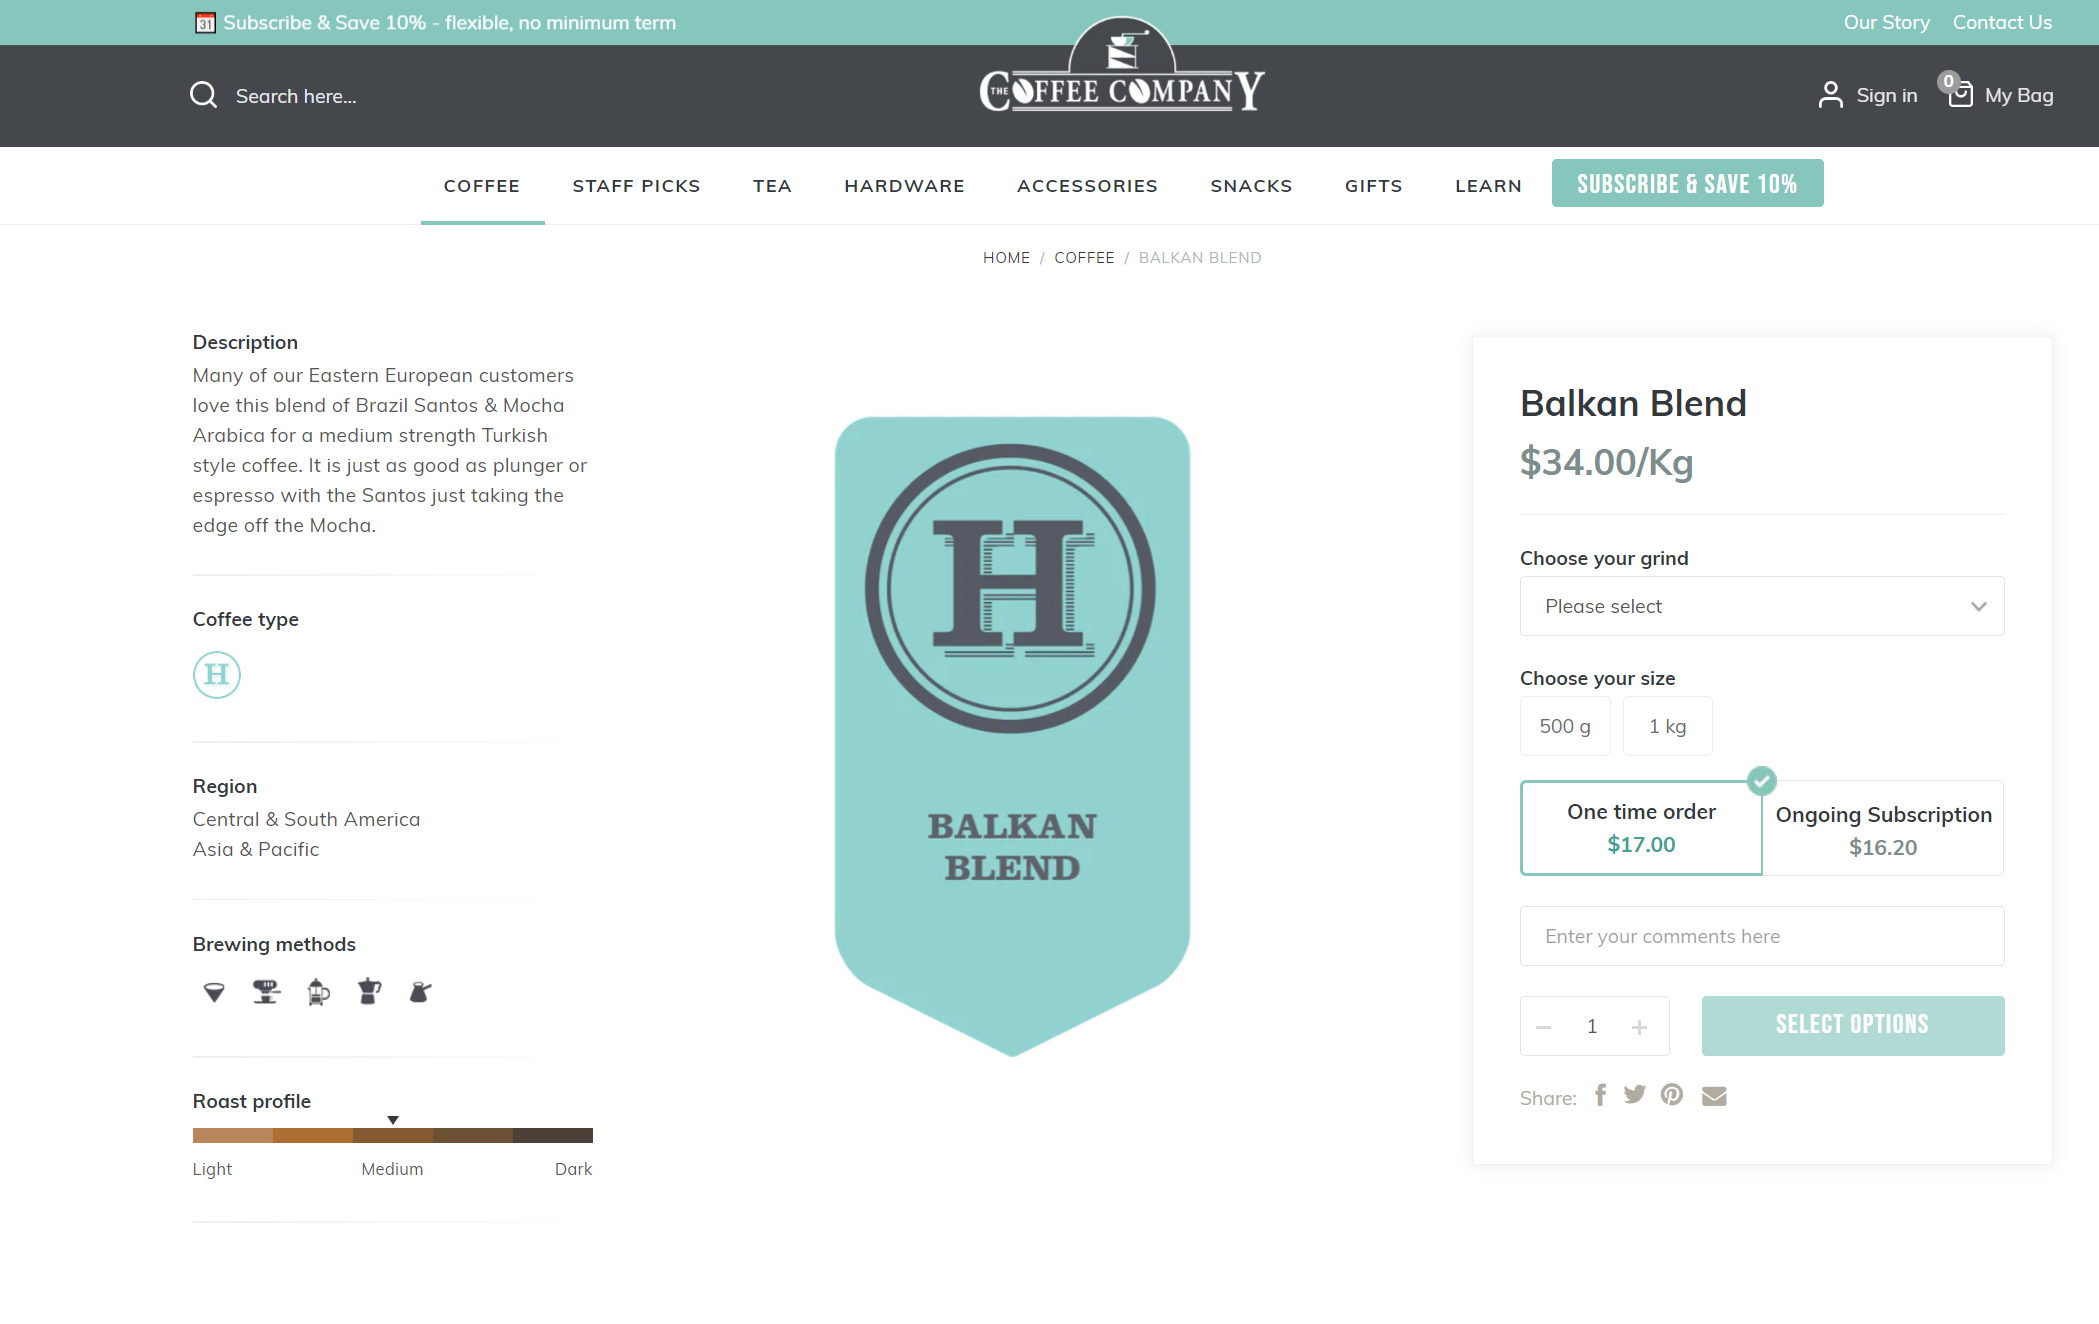 31 Subscribe & Save 10% - flexible, no minimum term
Our Story Contact Us
Search here...
THE COFFEE COMPANY
Sign in 0 My Bag
COFFEE STAFF PICKS TEA HARDWARE ACCESSORIES SNACKS GIFTS LEARN SUBSCRIBE & SAVE 10%
HOME / COFFEE / BALKAN BLEND
Description
Many of our Eastern European customers
love this blend of Brazil Santos & Mocha
Arabica for a medium strength Turkish
style coffee. It is just as good as plunger or
espresso with the Santos just taking the
edge off the Mocha.
Coffee type
H
Region
Central & South America
Asia & Pacific
Brewing methods
Roast profile
Light Medium Dark
H
BALKAN
BLEND
Balkan Blend
$34.00/Kg
Choose your grind
Please select
Choose your size
500 g 1 kg
One time order
$17.00
Ongoing Subscription
$16.20
Enter your comments here
− 1 + SELECT OPTIONS
Share: